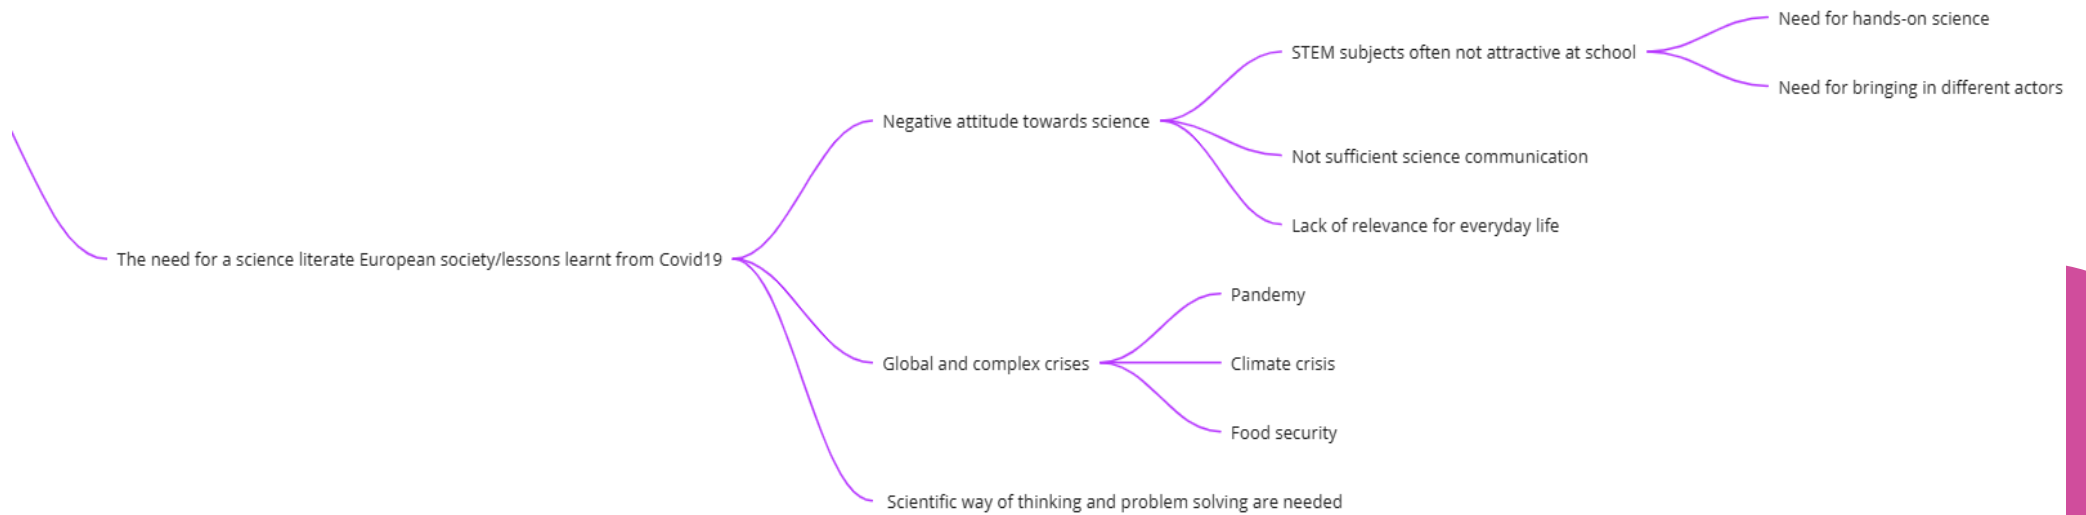 Need for hands-on science
STEM subjects often not attractive at school
Need for bringing in different actors
Negative attitude towards science
Not sufficient science communication
Lack of relevance for everyday life
The need for a science literate European society/lessons learnt from Covid19
Pandemy
Global and complex crises
Climate crisis
Food security
Scientific way of thinking and problem solving are needed